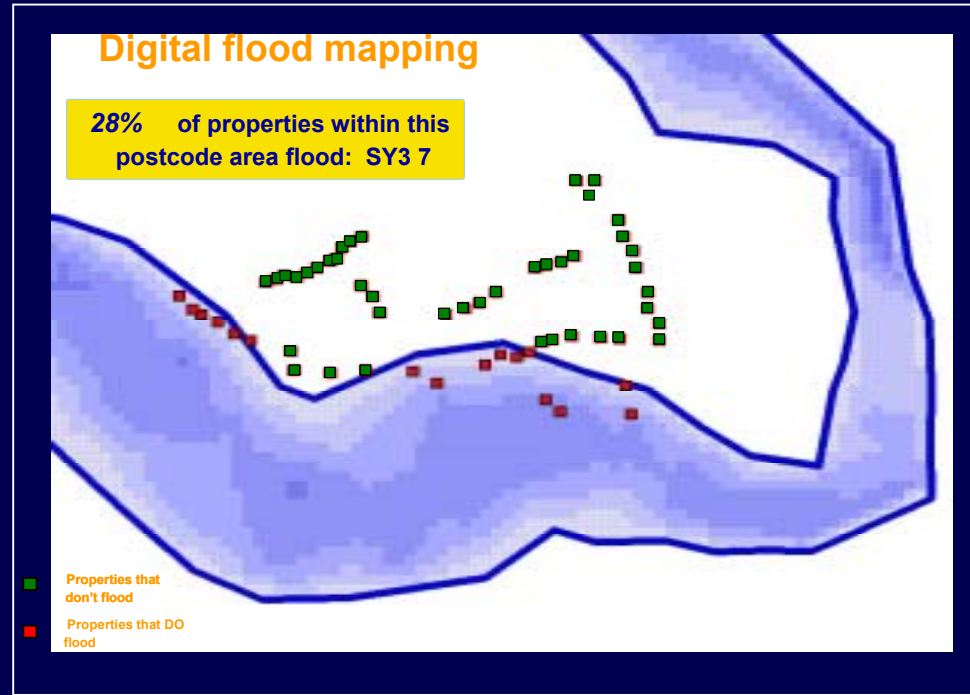 Digital flood mapping
28% of properties within this
postcode area flood: SY3 7
Properties that
don't flood
Properties that DO
flood